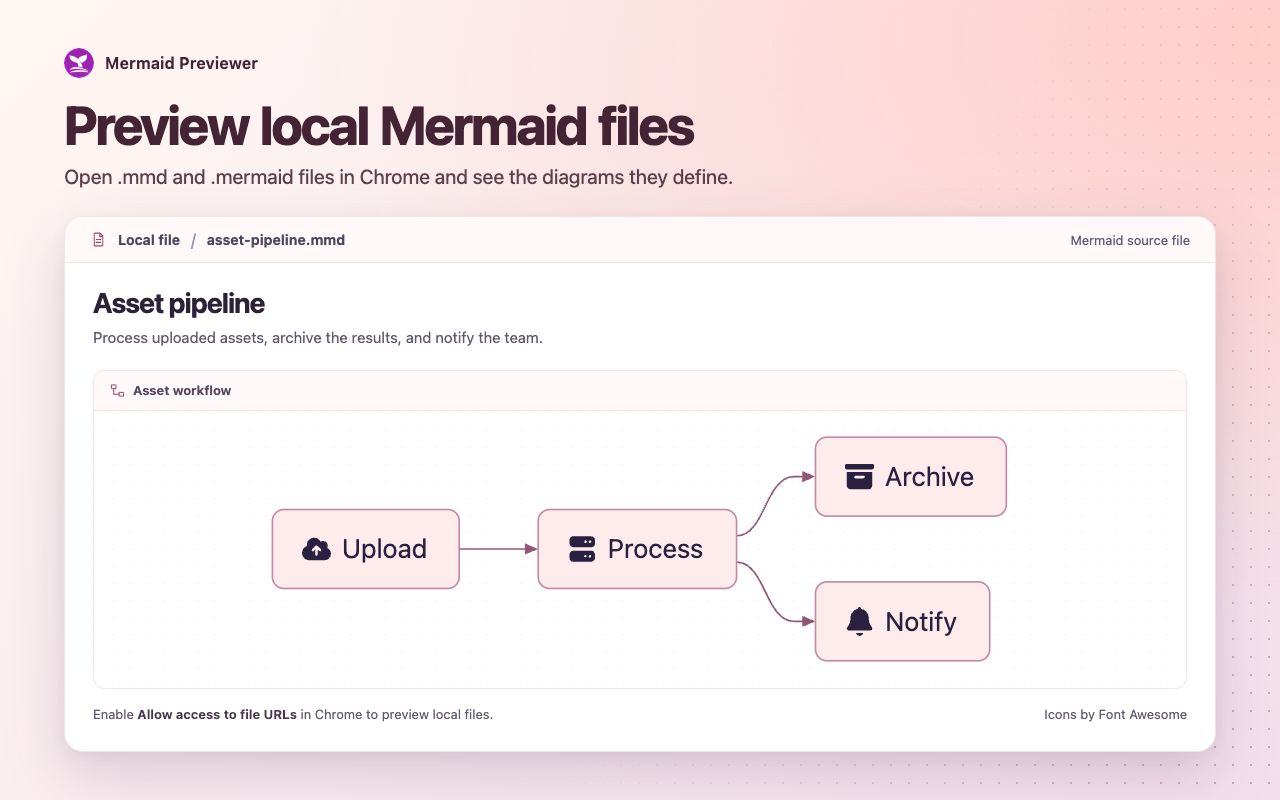 Mermaid Previewer
Preview local Mermaid files
Open .mmd and .mermaid files in Chrome and see the diagrams they define.
Local file / asset-pipeline.mmd
Mermaid source file
Asset pipeline
Process uploaded assets, archive the results, and notify the team.
Asset workflow
Upload
Process
Archive
Notify
Enable Allow access to file URLs in Chrome to preview local files.
Icons by Font Awesome